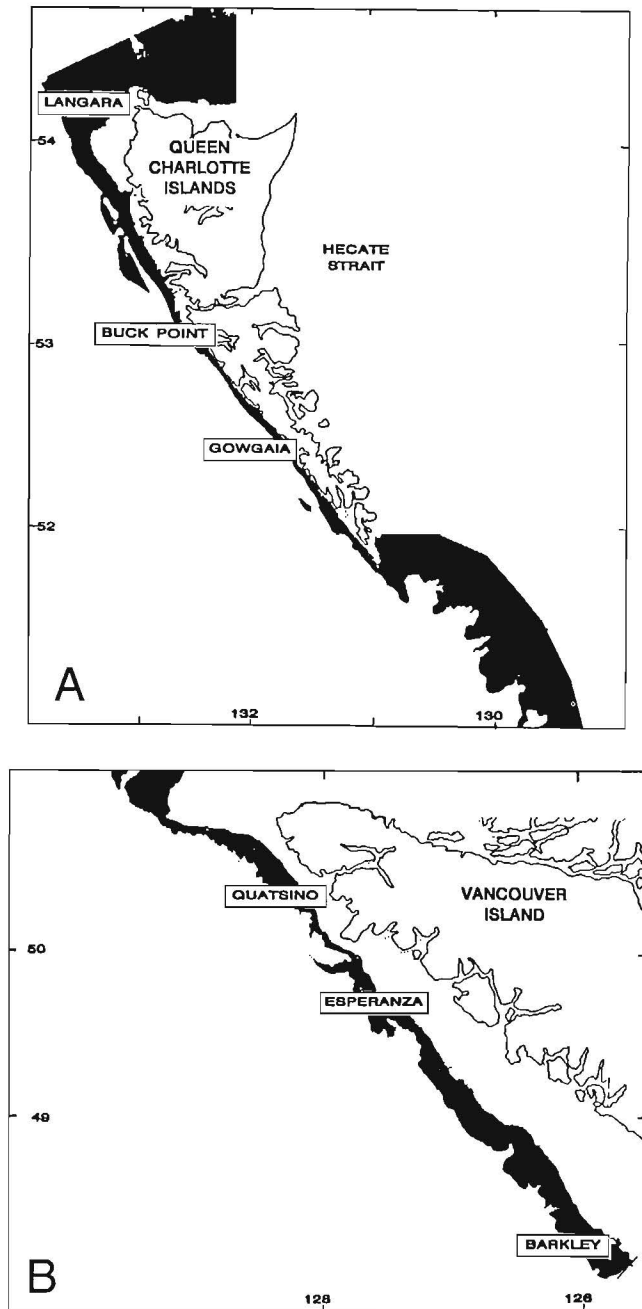 LANGARA
54
QUEEN
CHARLOTTE
ISLANDS
HECATE
STRAIT
BUCK POINT
53
GOWGAIA
52
A
132
130
VANCOUVER
ISLAND
QUATSINO
50
ESPERANZA
49
BARKLEY
B
128
126